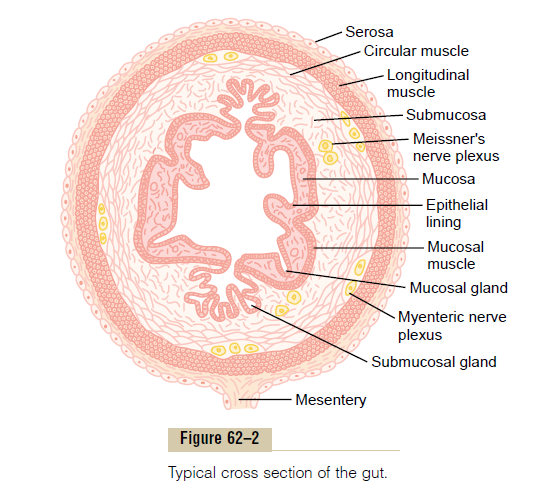 Serosa
Circular muscle
Longitudinal
muscle
Submucosa
Meissner's
nerve plexus
Mucosa
Epithelial
lining
Mucosal
muscle
Mucosal gland
Myenteric nerve
plexus
Submucosal gland
Mesentery
Figure 62–2
Typical cross section of the gut.